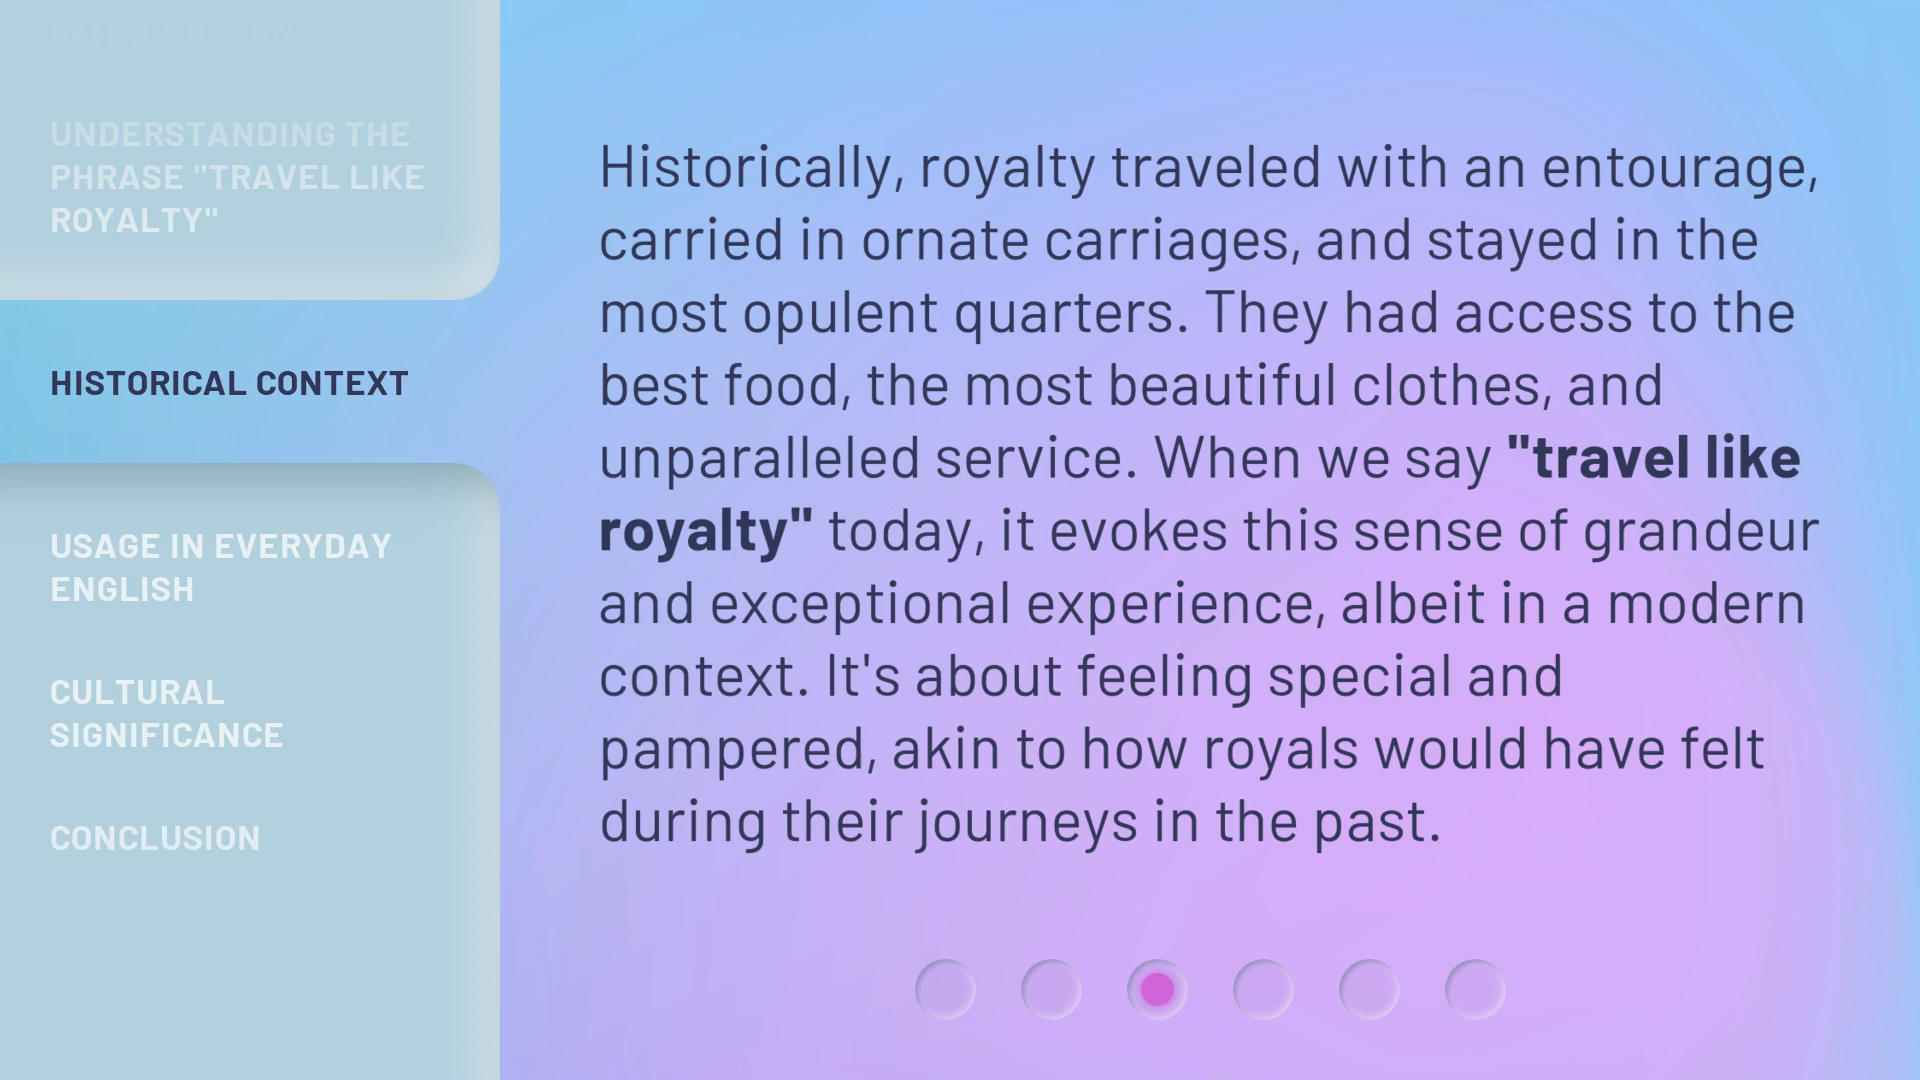 INTRODUCTION
UNDERSTANDING THE
PHRASE "TRAVEL LIKE
ROYALTY"
HISTORICAL CONTEXT
USAGE IN EVERYDAY
ENGLISH
CULTURAL
SIGNIFICANCE
CONCLUSION
Historically, royalty traveled with an entourage,
carried in ornate carriages, and stayed in the
most opulent quarters. They had access to the
best food, the most beautiful clothes, and
unparalleled service. When we say "travel like
royalty" today, it evokes this sense of grandeur
and exceptional experience, albeit in a modern
context. It's about feeling special and
pampered, akin to how royals would have felt
during their journeys in the past.